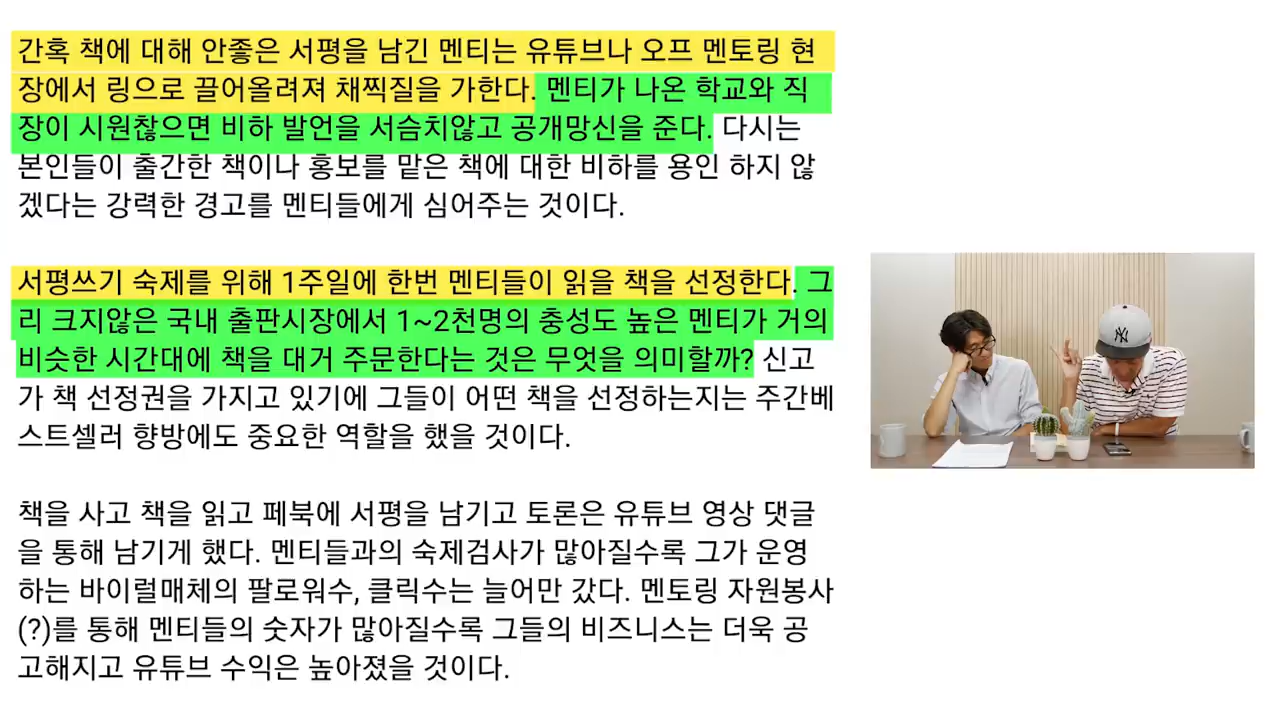 간혹 책에 대해 안좋은 서평을 남긴 멘티는 유튜브나 오프 멘토링 현
장에서 링으로 끌어올려져 채찍질을 가한다. 멘티가 나온 학교와 직
장이 시원찮으면 비하 발언을 서슴치않고 공개망신을 준다. 다시는
본인들이 출간한 책이나 홍보를 맡은 책에 대한 비하를 용인 하지 않
겠다는 강력한 경고를 멘티들에게 심어주는 것이다.
서평쓰기 숙제를 위해 1주일에 한번 멘티들이 읽을 책을 선정한다. 그
리 크지않은 국내 출판시장에서 1~2천명의 충성도 높은 멘티가 거의
비슷한 시간대에 책을 대거 주문한다는 것은 무엇을 의미할까? 신고
가 책 선정권을 가지고 있기에 그들이 어떤 책을 선정하는지는 주간베
스트셀러 향방에도 중요한 역할을 했을 것이다.
책을 사고 책을 읽고 페북에 서평을 남기고 토론은 유튜브 영상 댓글
을 통해 남기게 했다. 멘티들과의 숙제검사가 많아질수록 그가 운영
하는 바이럴매체의 팔로워수, 클릭수는 늘어만 갔다. 멘토링 자원봉사
(?)를 통해 멘티들의 숫자가 많아질수록 그들의 비즈니스는 더욱 공
고해지고 유튜브 수익은 높아졌을 것이다.
NY